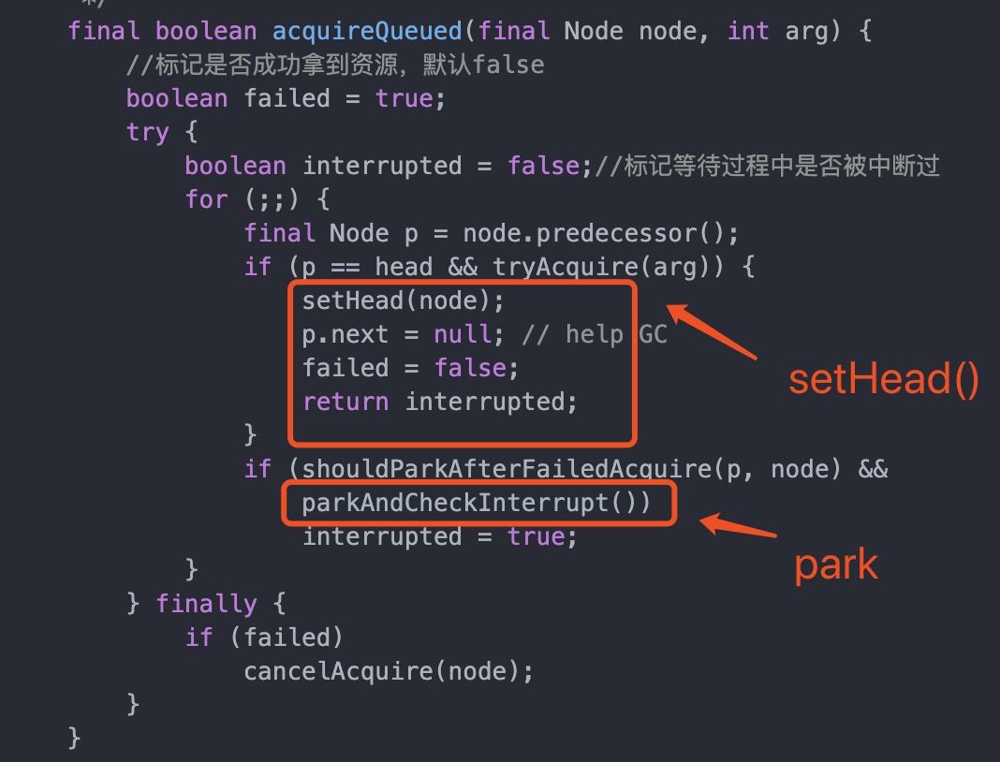 */
final boolean acquireQueued(final Node node, int arg) {
//标记是否成功拿到资源，默认false
boolean failed = true;
try {
boolean interrupted = false;//标记等待过程中是否被中断过
for (;;) {
final Node p = node.predecessor();
if (p == head && tryAcquire(arg)) {
setHead(node);
p.next = null; // help GC
failed = false;
setHead()
return interrupted;
}
if (shouldParkAfterFailedAcquire(p, node) &&
parkAndCheckInterrupt())
interrupted = true;
park
}
} finally {
if (failed)
cancelAcquire(node);
}
}